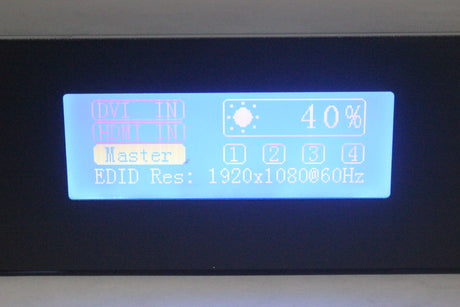 DVI IN
HDMI IN
Master
40%
1 2 3 4
EDID Res: 1920x1080@60Hz